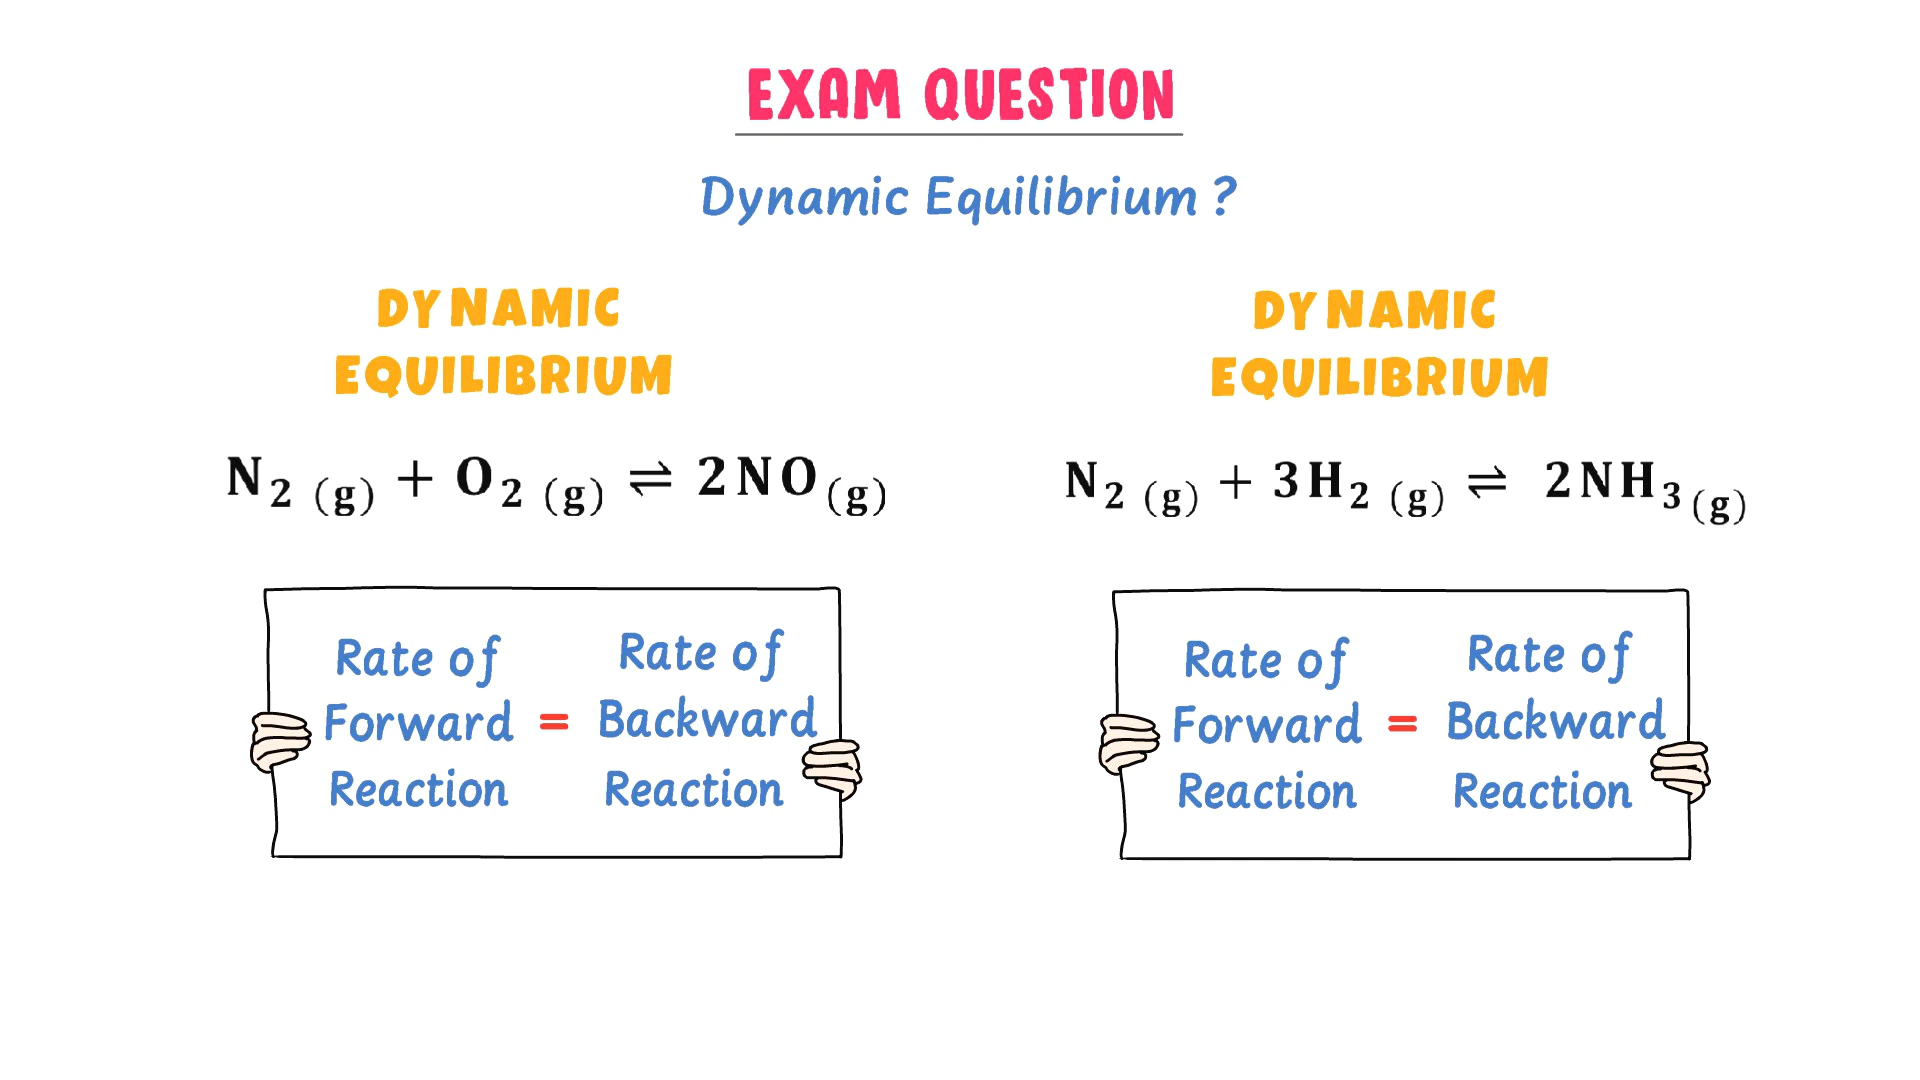 EXAM QUESTION
Dynamic Equilibrium ?
DYNAMIC
EQUILIBRIUM
N₂ (g) + O₂ (g) ⇌ 2NO (g)
Rate of
Forward
Reaction
=
Rate of
Backward
Reaction
DYNAMIC
EQUILIBRIUM
N₂ (g) + 3H₂ (g) ⇌ 2NH₃ (g)
Rate of
Forward
Reaction
=
Rate of
Backward
Reaction